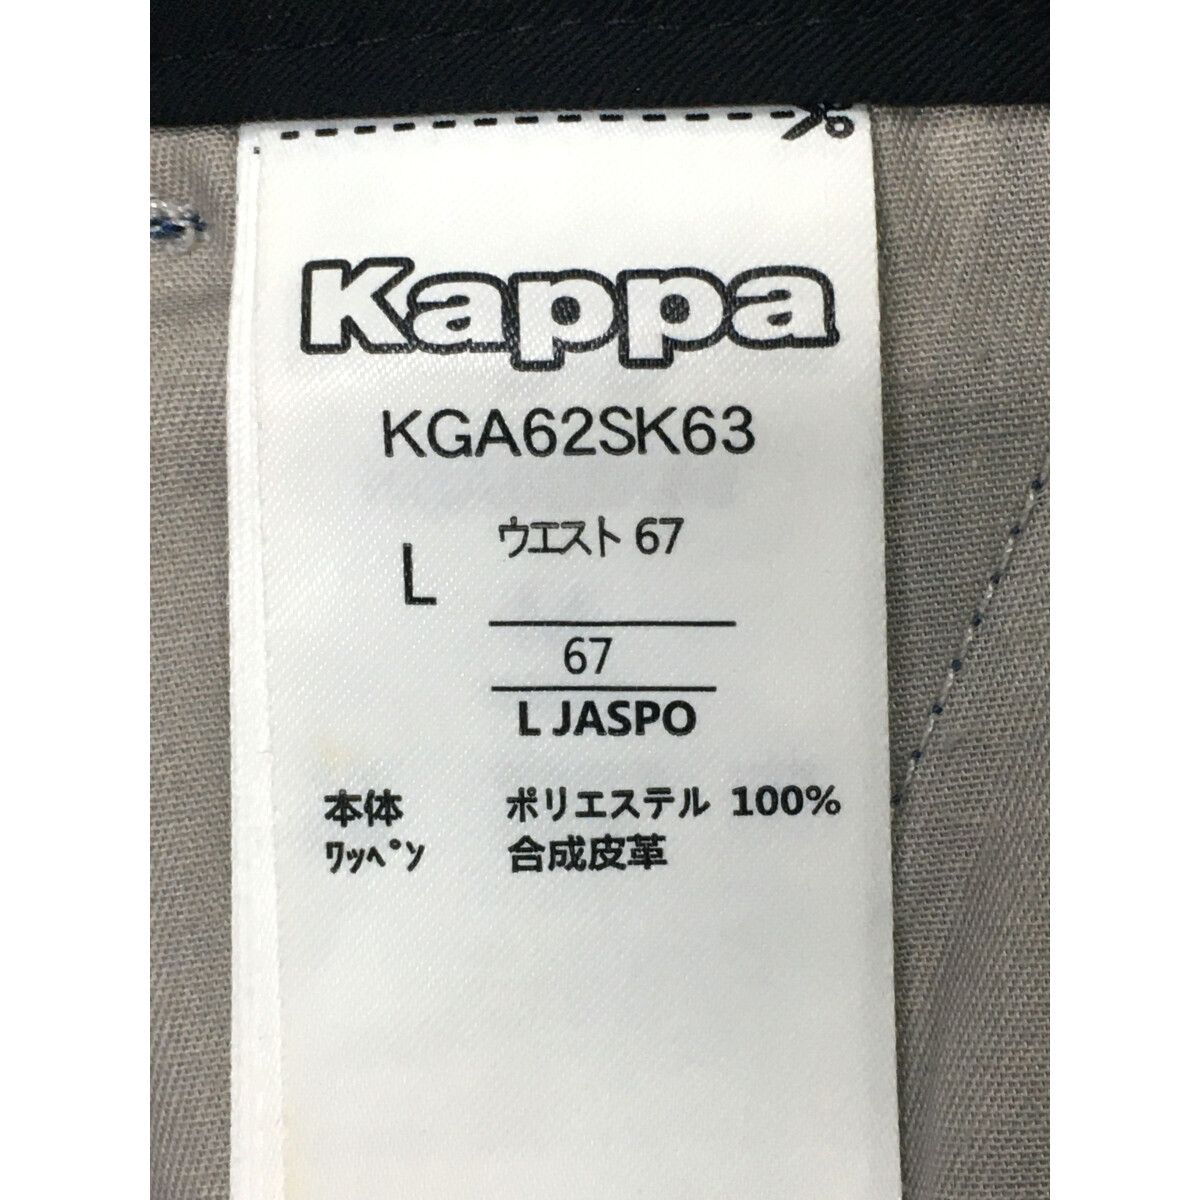 Kappa
KGA62SK63
L ウエスト 67
67
L JASPO
本体 ポリエステル 100%
ﾜｯﾍﾟﾝ 合成皮革